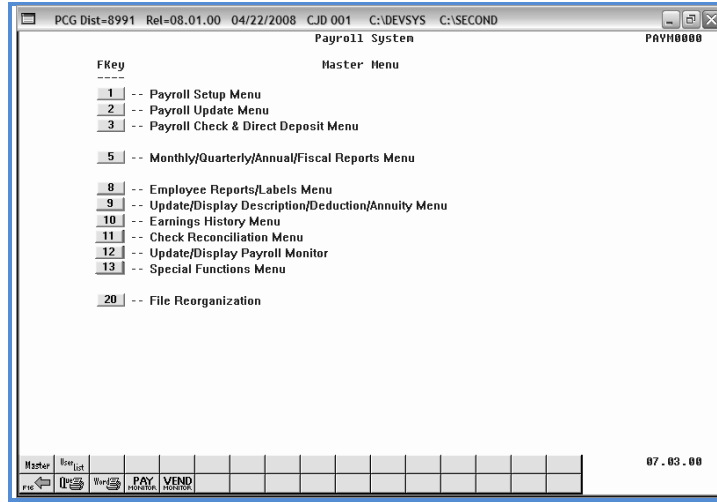 PCG Dist=8991 Rel=08.01.00 04/22/2008 CJD 001 C:\DEVSYS C:\SECOND
Payroll System PAYM0000
FKey Master Menu
----
1 -- Payroll Setup Menu
2 -- Payroll Update Menu
3 -- Payroll Check & Direct Deposit Menu
5 -- Monthly/Quarterly/Annual/Fiscal Reports Menu
8 -- Employee Reports/Labels Menu
9 -- Update/Display Description/Deduction/Annuity Menu
10 -- Earnings History Menu
11 -- Check Reconciliation Menu
12 -- Update/Display Payroll Monitor
13 -- Special Functions Menu
20 -- File Reorganization
Master User List 07.03.00
F16 Que Word PAY MONITOR VEND MONITOR